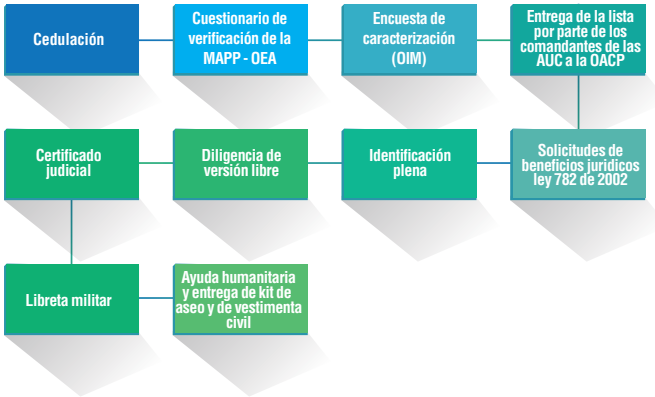 Cedulación
Cuestionario de
verificación de la
MAPP - OEA
Encuesta de
caracterización
(OIM)
Entrega de la lista
por parte de los
comandantes de las
AUC a la OACP
Solicitudes de
beneficios juridicos
ley 782 de 2002
Identificación
plena
Diligencia de
versión libre
Certificado
judicial
Libreta militar
Ayuda humanitaria
y entrega de kit de
aseo y de vestimenta
civil